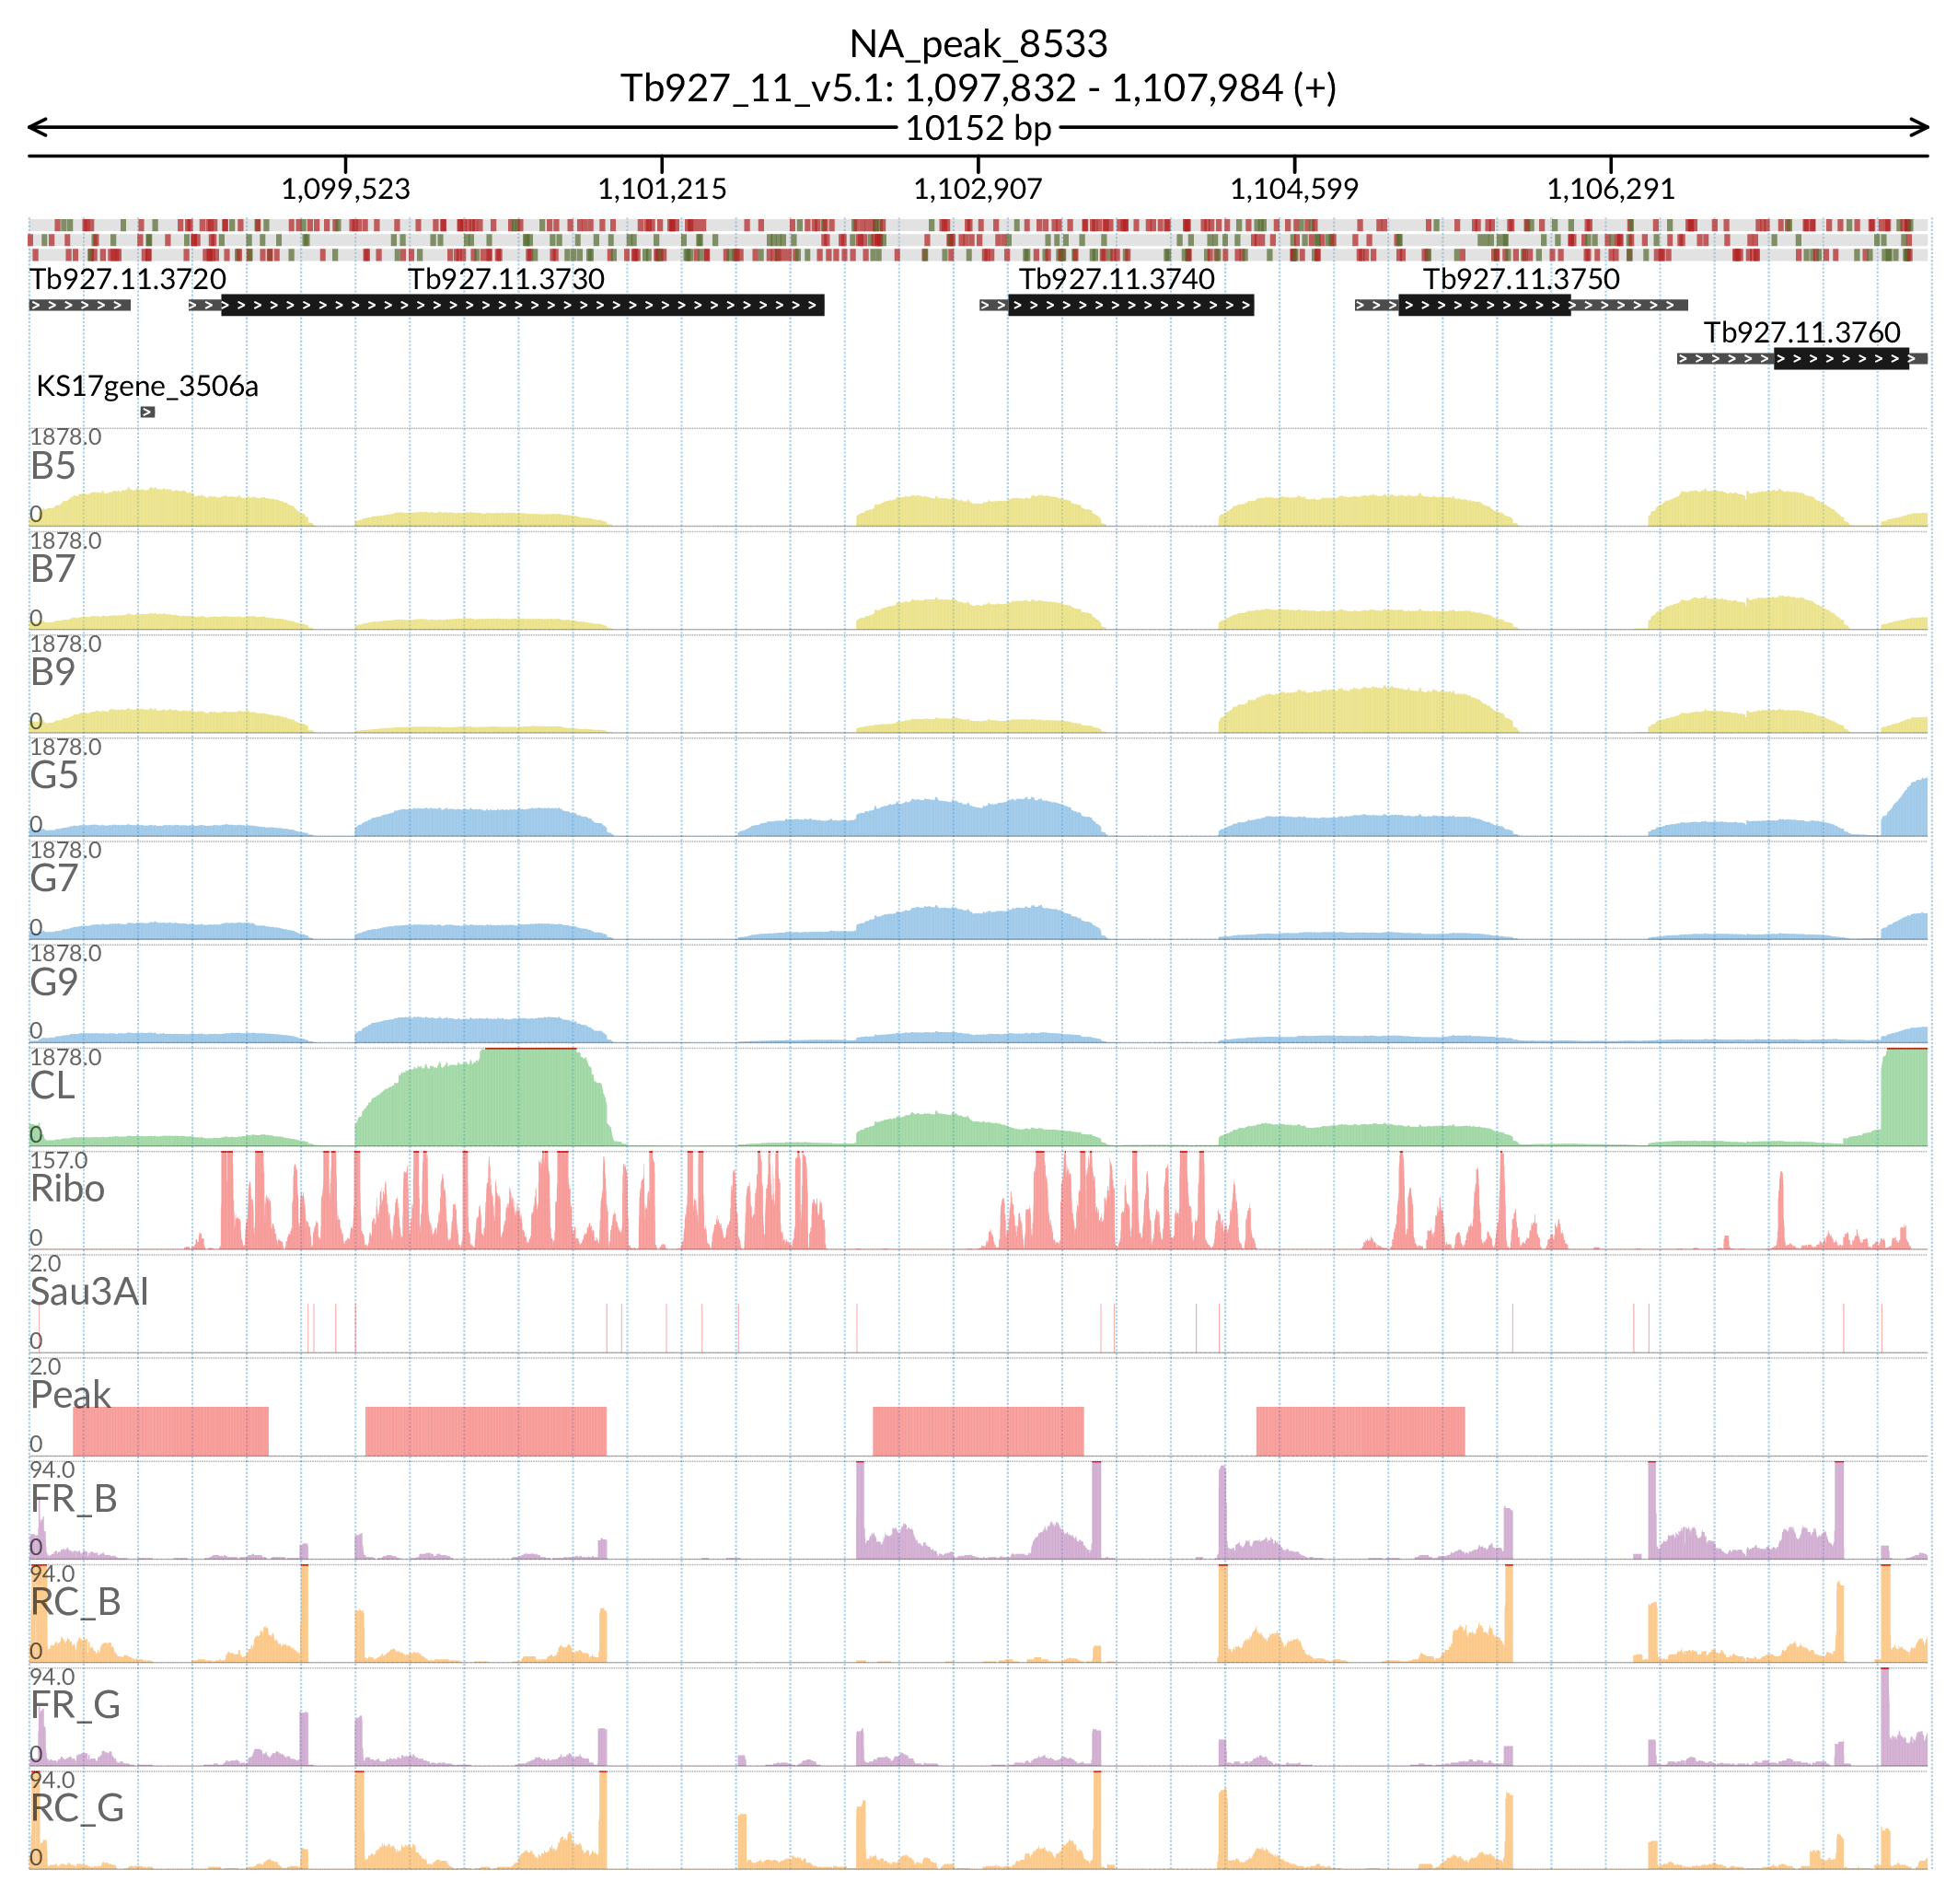 NA_peak_8533
Tb927_11_v5.1: 1,097,832 - 1,107,984 (+)
10152 bp
1,099,523 1,101,215 1,102,907 1,104,599 1,106,291
Tb927.11.3720 Tb927.11.3730 Tb927.11.3740 Tb927.11.3750
Tb927.11.3760
KS17gene_3506a
1878.0
B5
0
1878.0
B7
0
1878.0
B9
0
1878.0
G5
0
1878.0
G7
0
1878.0
G9
0
1878.0
CL
0
157.0
Ribo
0
2.0
Sau3AI
0
2.0
Peak
0
94.0
FR_B
0
94.0
RC_B
0
94.0
FR_G
0
94.0
RC_G
0